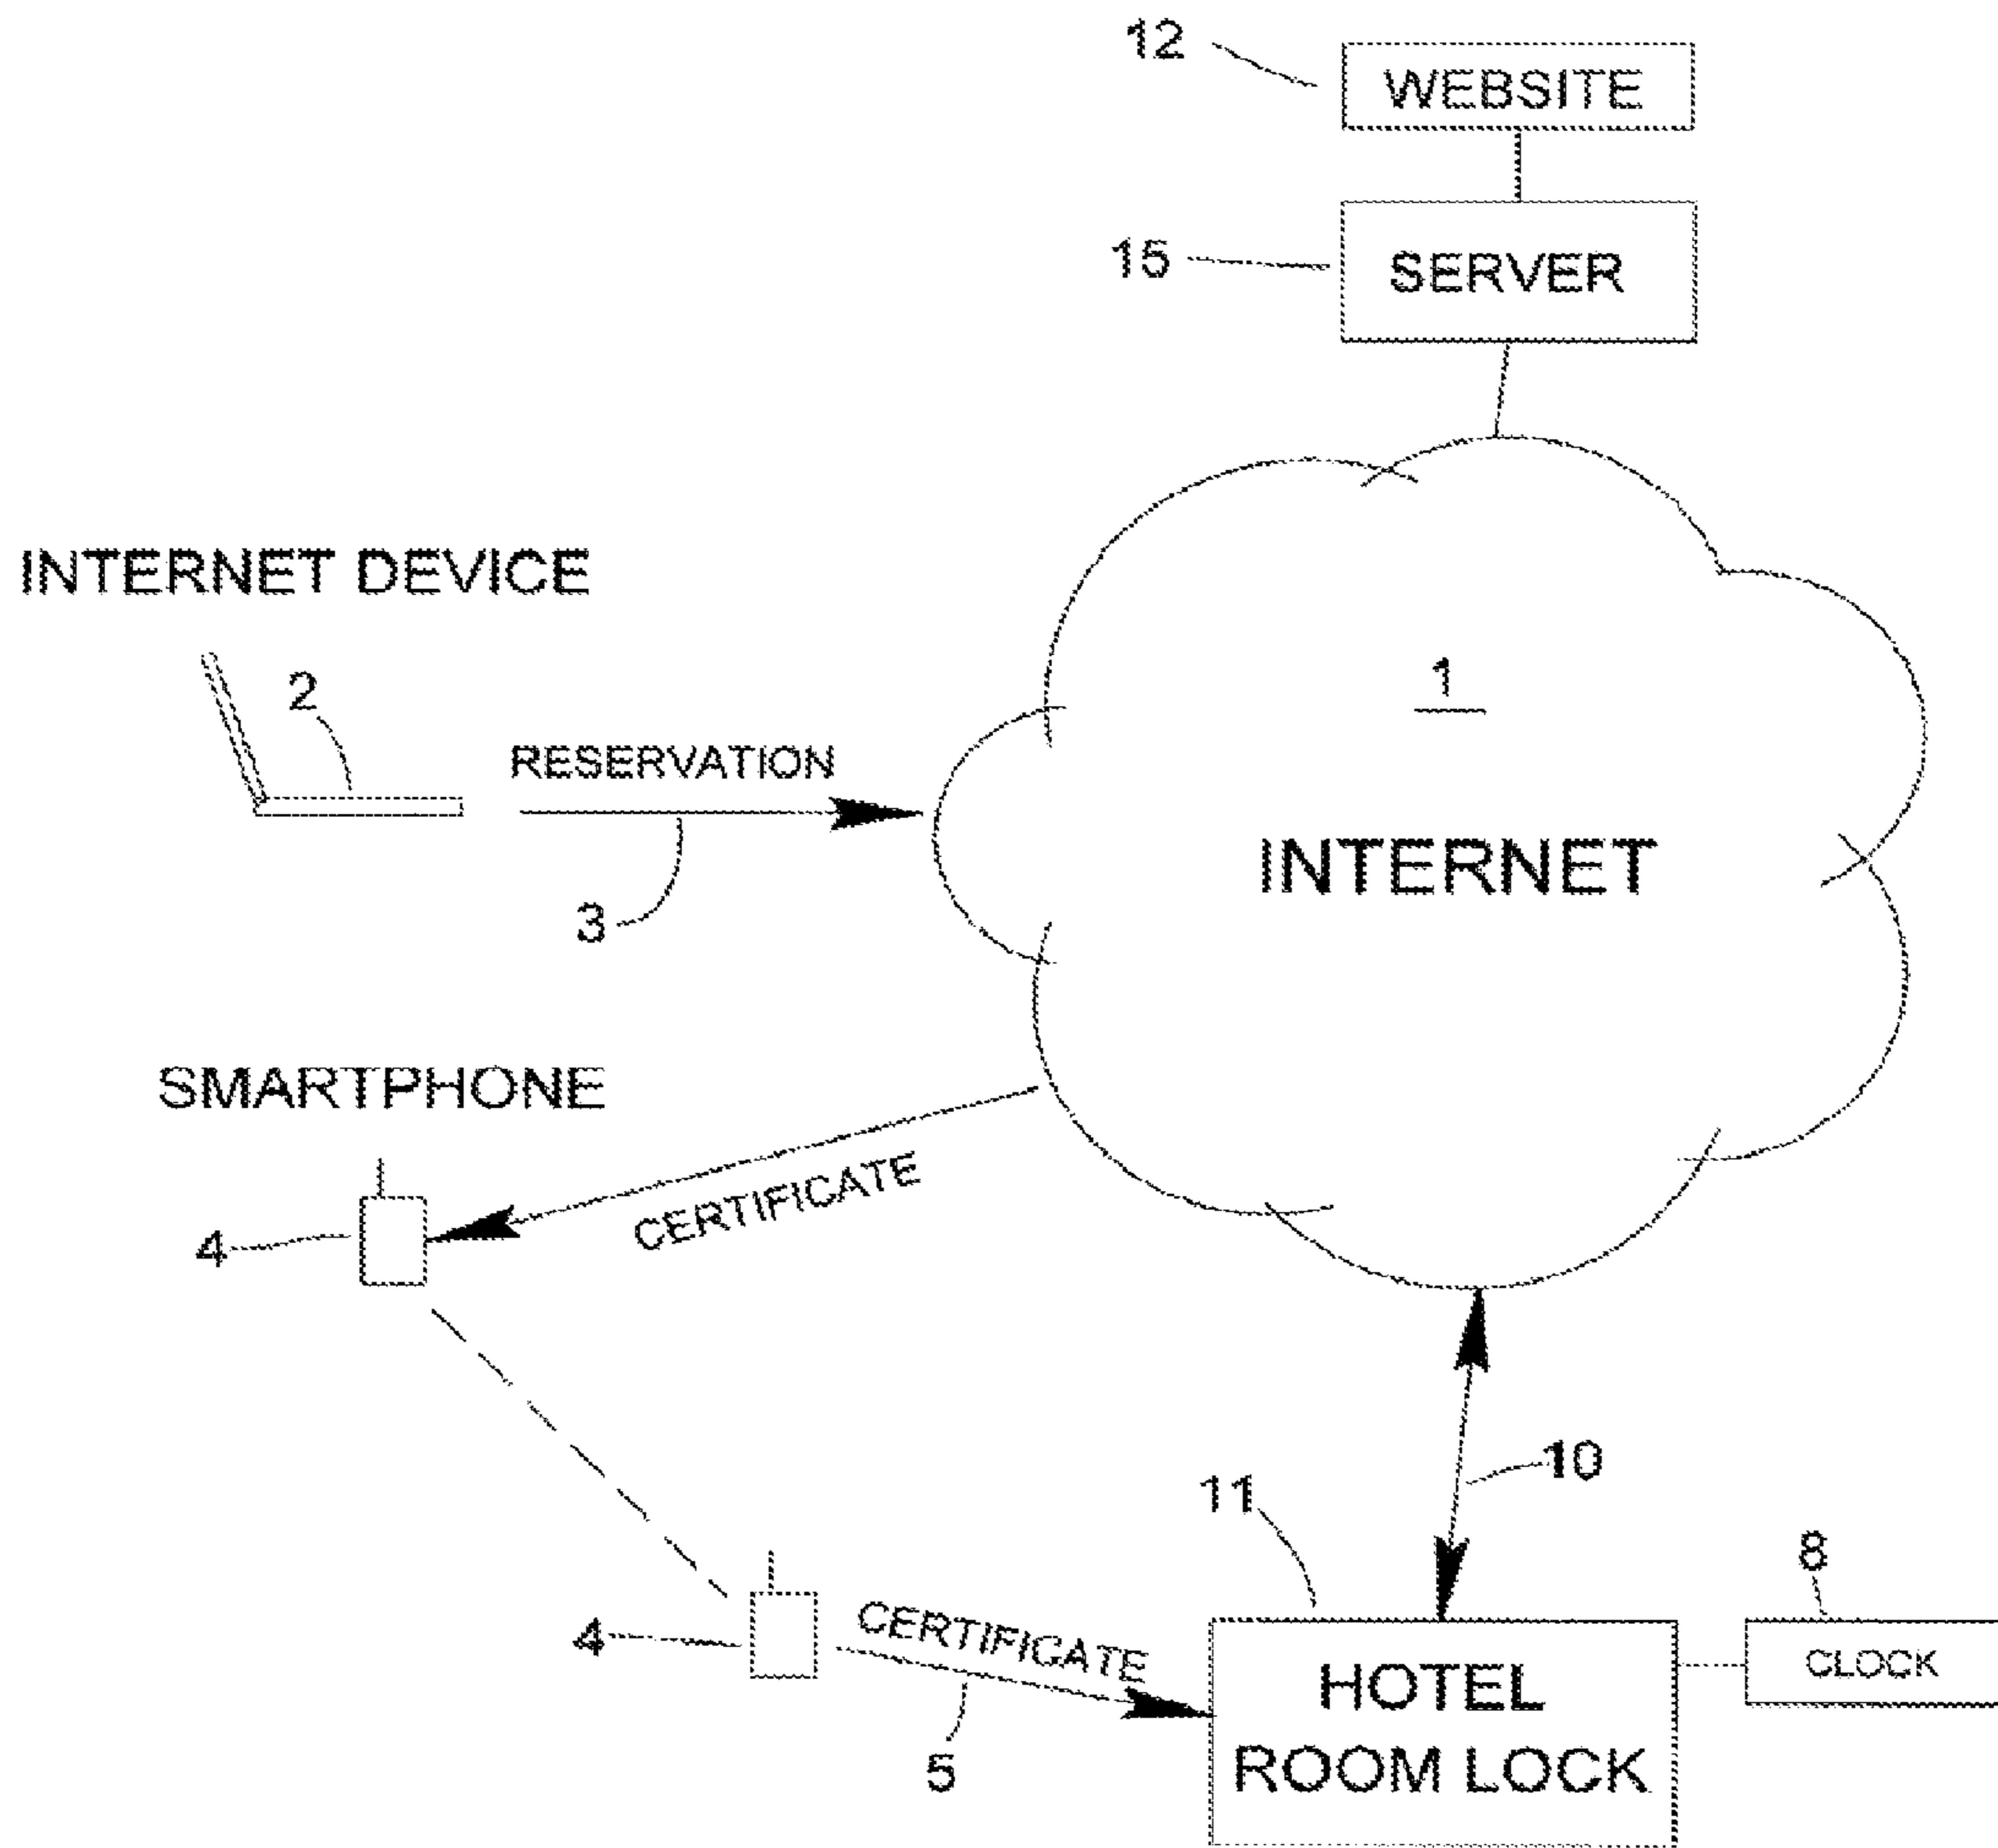 12
WEBSITE
15
SERVER
INTERNET DEVICE
2
1
RESERVATION
INTERNET
3
SMARTPHONE
CERTIFICATE
4
10
11
8
4
CERTIFICATE
CLOCK
HOTEL
ROOM LOCK
5